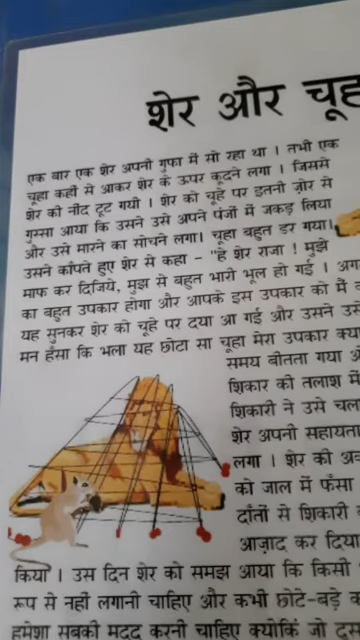 शेर और चूहा
एक बार एक शेर अपनी गुफा में सो रहा था । तभी एक
चूहा कहीं से आकर शेर के ऊपर कूदने लगा । जिससे
शेर की नींद टूट गयी । शेर को चूहे पर इतनी ज़ोर से
गुस्सा आया कि उसने उसे अपने पंजों में जकड़ लिया
और उसे मारने का सोचने लगा। चूहा बहुत डर गया।
उसने काँपते हुए शेर से कहा - "हे शेर राजा ! मुझे
माफ कर दिजिये, मुझ से बहुत भारी भूल हो गई ।
का बहुत उपकार होगा और आपके इस उपकार को मैं
यह सुनकर शेर को चूहे पर दया आ गई और उसने
मन हँसा कि भला यह छोटा सा चूहा मेरा उपकार
समय बीतता गया
शिकार की तलाश में
शिकारी ने उसे
शेर अपनी सहायता
लगा । शेर की
को जाल में फँसा
दाँतों से शिकारी
आज़ाद कर दिया
किया । उस दिन शेर को समझ आया कि किसी
रूप से नहीं लगानी चाहिए और कभी छोटे-बड़े
हमेशा सबकी मदद करनी चाहिए क्योंकि